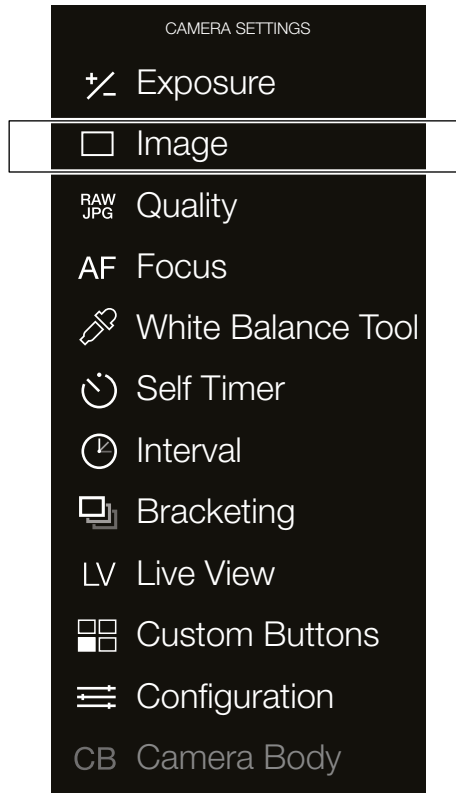 CAMERA SETTINGS
Exposure
Image
RAW
JPG Quality
AF Focus
White Balance Tool
Self Timer
Interval
Bracketing
LV Live View
Custom Buttons
Configuration
CB Camera Body